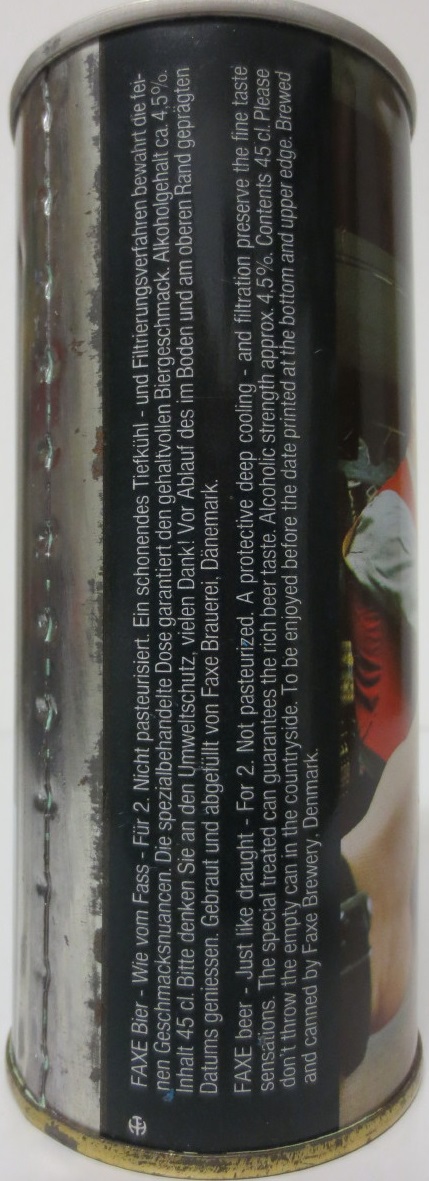 FAXE Bier - Wie vom Fass - Für 2. Nicht pasteurisiert. Ein schonendes Tiefkühl - und Filtrierungsverfahren bewahrt die fei-
nen Geschmacksnuancen. Die spezialbehandelte Dose garantiert den gehaltvollen Biergeschmack. Alkoholgehalt ca. 4,5%.
Inhalt 45 cl. Bitte denken Sie an den Umweltschutz, vielen Dank! Vor Ablauf des im Boden und am oberen Rand geprägten
Datums geniessen. Gebraut und abgefüllt von Faxe Brauerei, Dänemark.
FAXE beer - Just like draught - For 2. Not pasteurized. A protective deep cooling - and filtration preserve the fine taste
sensations. The special treated can guarantees the rich beer taste. Alcoholic strength approx. 4,5%. Contents 45 cl. Please
don't throw the empty can in the countryside. To be enjoyed before the date printed at the bottom and upper edge. Brewed
and canned by Faxe Brewery, Denmark.